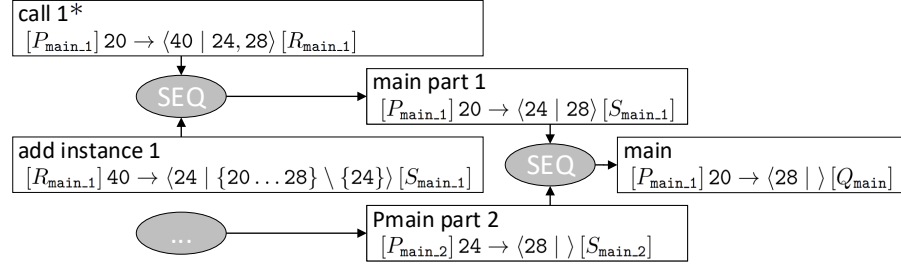 call 1*
[P_main_1] 20 → ⟨40 | 24, 28⟩ [R_main_1]
SEQ
main part 1
[P_main_1] 20 → ⟨24 | 28⟩ [S_main_1]
add instance 1
[R_main_1] 40 → ⟨24 | {20 … 28} \ {24}⟩ [S_main_1]
SEQ
main
[P_main_1] 20 → ⟨28 | ⟩ [Q_main]
...
Pmain part 2
[P_main_2] 24 → ⟨28 | ⟩ [S_main_2]